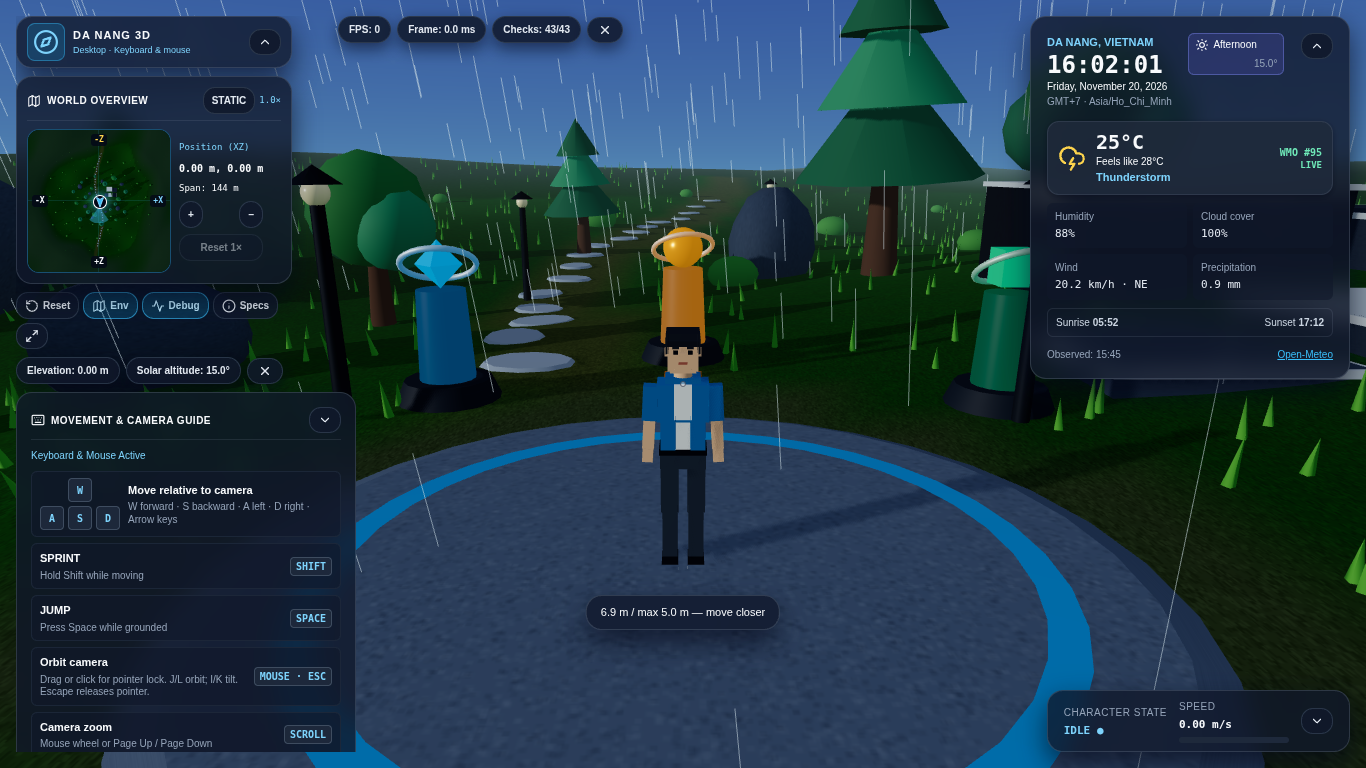 DA NANG 3D
Desktop · Keyboard & mouse
FPS: 0
Frame: 0.0 ms
Checks: 43/43
WORLD OVERVIEW
STATIC
1.0×
-Z
-X
+X
+Z
Position (XZ)
0.00 m, 0.00 m
Span: 144 m
+
−
Reset 1×
Reset
Env
Debug
Specs
Elevation: 0.00 m
Solar altitude: 15.0°
MOVEMENT & CAMERA GUIDE
Keyboard & Mouse Active
W
A S D
Move relative to camera
W forward · S backward · A left · D right ·
Arrow keys
SPRINT
Hold Shift while moving
SHIFT
JUMP
Press Space while grounded
SPACE
Orbit camera
Drag or click for pointer lock. J/L orbit; I/K tilt.
Escape releases pointer.
MOUSE · ESC
Camera zoom
Mouse wheel or Page Up / Page Down
SCROLL
6.9 m / max 5.0 m — move closer
DA NANG, VIETNAM
16:02:01
Friday, November 20, 2026
GMT+7 · Asia/Ho_Chi_Minh
Afternoon
15.0°
25°C
Feels like 28°C
Thunderstorm
WMO #95
LIVE
Humidity
88%
Cloud cover
100%
Wind
20.2 km/h · NE
Precipitation
0.9 mm
Sunrise 05:52
Sunset 17:12
Observed: 15:45
Open-Meteo
CHARACTER STATE
IDLE
SPEED
0.00 m/s